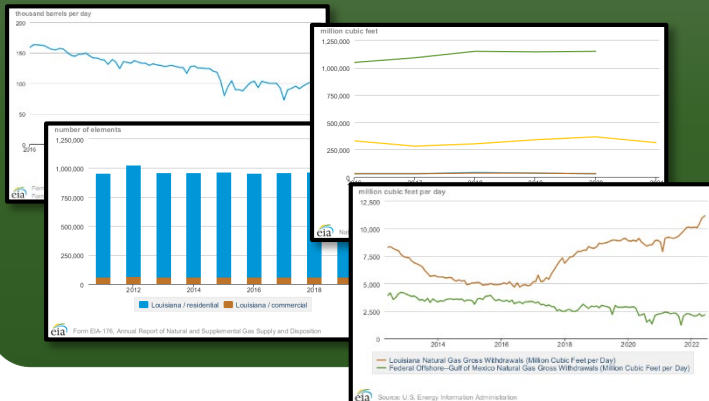 thousand barrels per day
200
150
100
50
0
2016
eia
million cubic feet
1,250,000
1,000,000
750,000
500,000
250,000
0
eia
number of elements
1,250,000
1,000,000
750,000
500,000
250,000
0
2012
2014
2016
2018
Louisiana / residential
Louisiana / commercial
eia Form EIA-176, Annual Report of Natural and Supplemental Gas Supply and Disposition
million cubic feet per day
12,500
10,000
7,500
5,000
2,500
0
2014
2016
2018
2020
2022
Louisiana Natural Gas Gross Withdrawals (Million Cubic Feet per Day)
Federal Offshore--Gulf of Mexico Natural Gas Gross Withdrawals (Million Cubic Feet per Day)
eia Source: U.S. Energy Information Administration